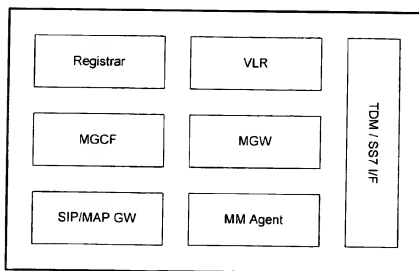 Registrar
VLR
TDM / SS7 I/F
MGCF
MGW
SIP/MAP GW
MM Agent